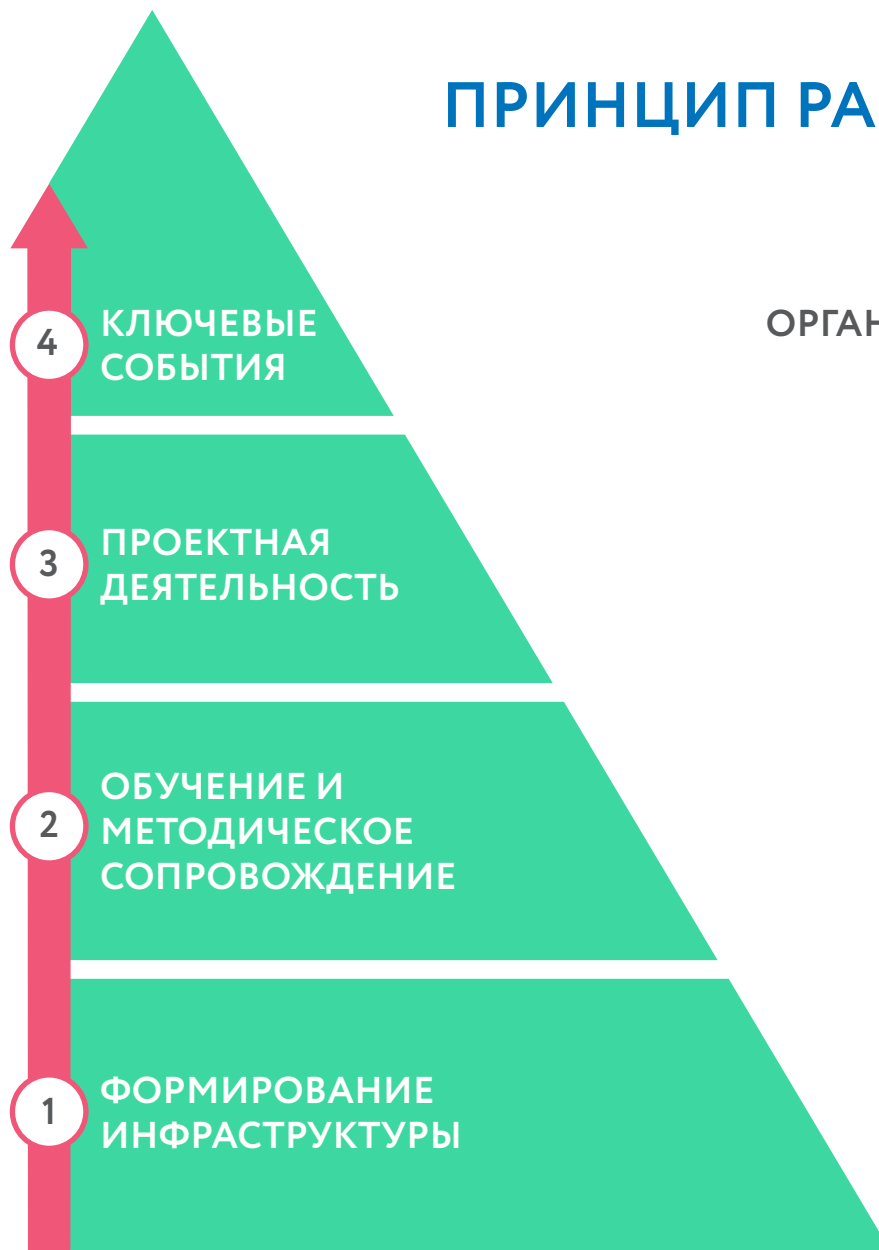 ПРИНЦИП РА
4
КЛЮЧЕВЫЕ
СОБЫТИЯ
ОРГАН
3
ПРОЕКТНАЯ
ДЕЯТЕЛЬНОСТЬ
2
ОБУЧЕНИЕ И
МЕТОДИЧЕСКОЕ
СОПРОВОЖДЕНИЕ
1
ФОРМИРОВАНИЕ
ИНФРАСТРУКТУРЫ